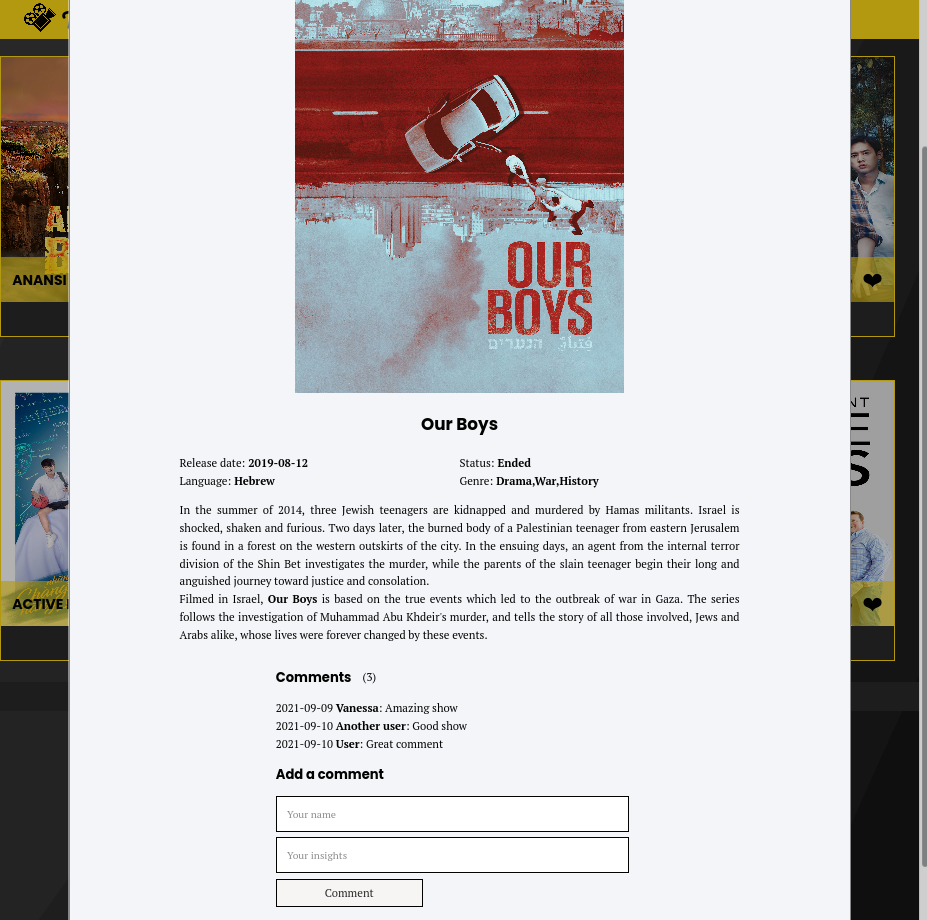 OUR
BOYS
הנערים فتيان
ANANSI
ACTIVE
NT
S
Our Boys
Release date: 2019-08-12 Status: Ended
Language: Hebrew Genre: Drama,War,History
In the summer of 2014, three Jewish teenagers are kidnapped and murdered by Hamas militants. Israel is
shocked, shaken and furious. Two days later, the burned body of a Palestinian teenager from eastern Jerusalem
is found in a forest on the western outskirts of the city. In the ensuing days, an agent from the internal terror
division of the Shin Bet investigates the murder, while the parents of the slain teenager begin their long and
anguished journey toward justice and consolation.
Filmed in Israel, Our Boys is based on the true events which led to the outbreak of war in Gaza. The series
follows the investigation of Muhammad Abu Khdeir's murder, and tells the story of all those involved, Jews and
Arabs alike, whose lives were forever changed by these events.
Comments (3)
2021-09-09 Vanessa: Amazing show
2021-09-10 Another user: Good show
2021-09-10 User: Great comment
Add a comment
Your name
Your insights
Comment